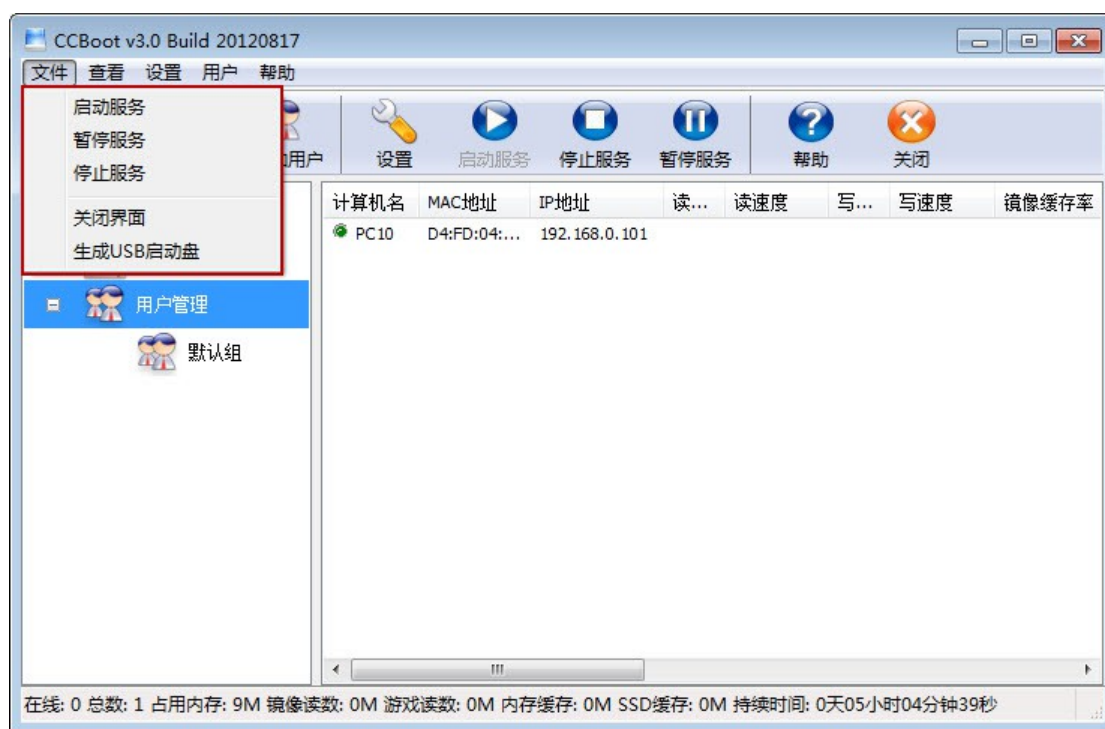 CCBoot v3.0 Build 20120817
文件 查看 设置 用户 帮助
启动服务
暂停服务
停止服务
关闭界面
生成USB启动盘
用户 设置 启动服务 停止服务 暂停服务 帮助 关闭
计算机名 MAC地址 IP地址 读... 读速度 写... 写速度 镜像缓存率
PC10 D4:FD:04:... 192.168.0.101
用户管理
默认组
在线: 0 总数: 1 占用内存: 9M 镜像读数: 0M 游戏读数: 0M 内存缓存: 0M SSD缓存: 0M 持续时间: 0天05小时04分钟39秒